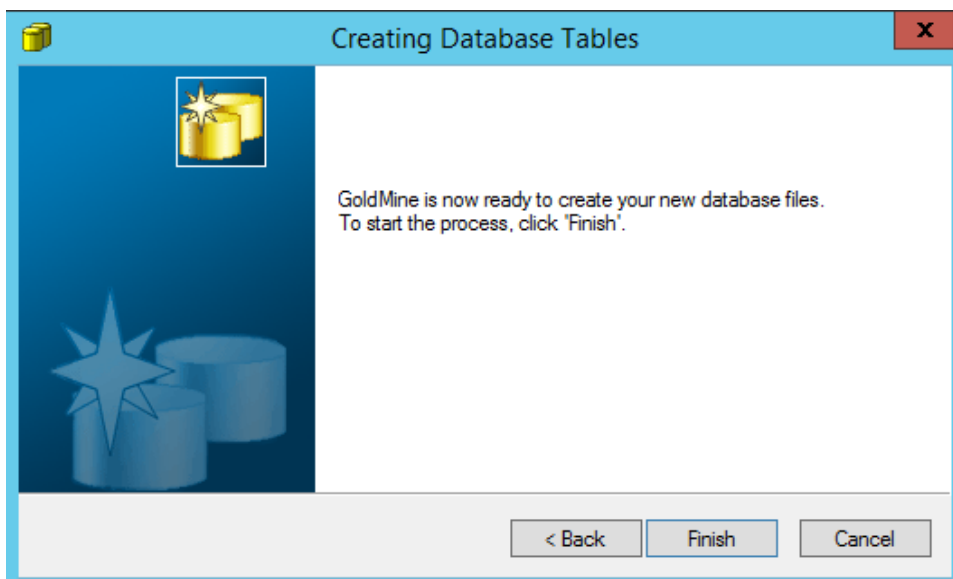 Creating Database Tables
x
GoldMine is now ready to create your new database files.
To start the process, click 'Finish'.
< Back
Finish
Cancel